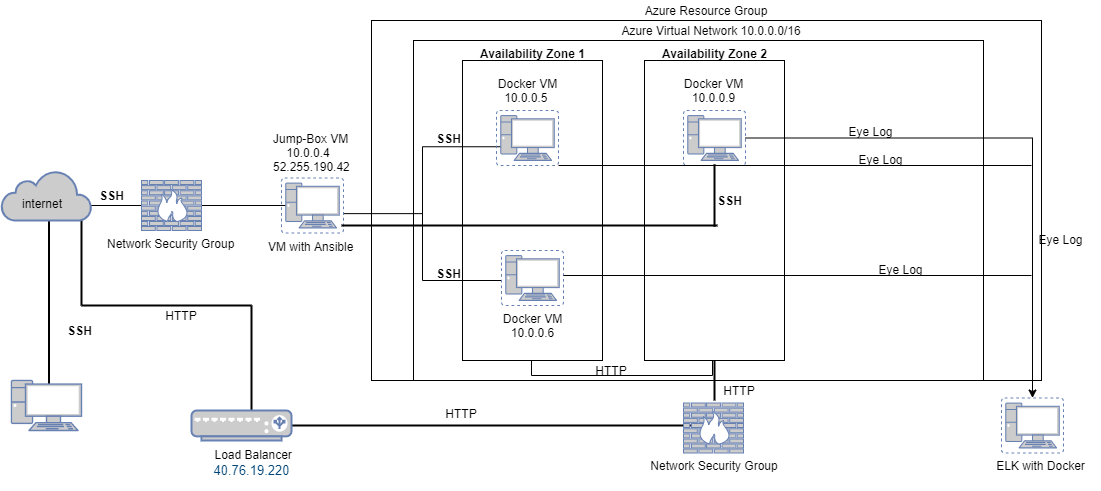 Azure Resource Group
Azure Virtual Network 10.0.0.0/16
Availability Zone 1
Availability Zone 2
Docker VM
10.0.0.5
Docker VM
10.0.0.9
Eye Log
Eye Log
SSH
Jump-Box VM
10.0.0.4
52.255.190.42
VM with Ansible
internet
SSH
Network Security Group
SSH
Eye Log
SSH
Eye Log
Docker VM
10.0.0.6
HTTP
SSH
HTTP
HTTP
HTTP
Load Balancer
40.76.19.220
Network Security Group
ELK with Docker